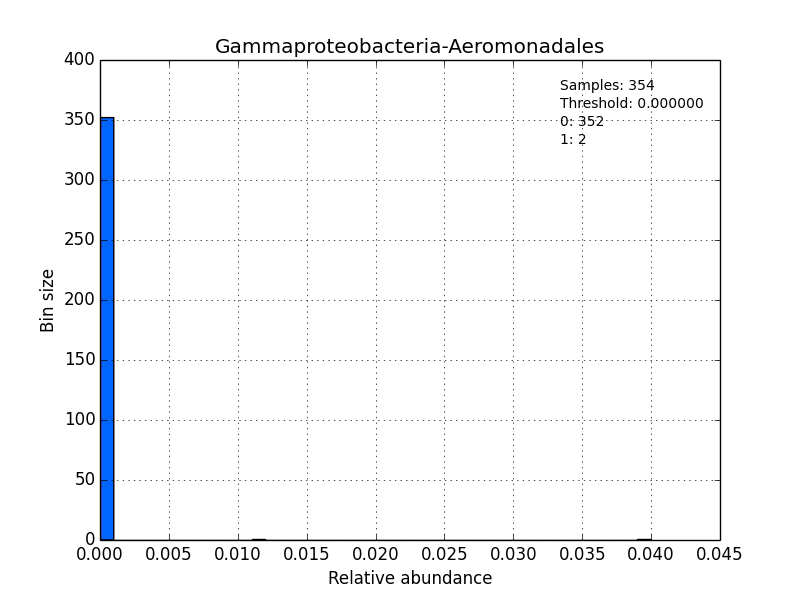 Gammaproteobacteria-Aeromonadales
Samples: 354
Threshold: 0.000000
0: 352
1: 2
400
350
300
250
200
150
100
50
0
Bin size
0.000 0.005 0.010 0.015 0.020 0.025 0.030 0.035 0.040 0.045
Relative abundance